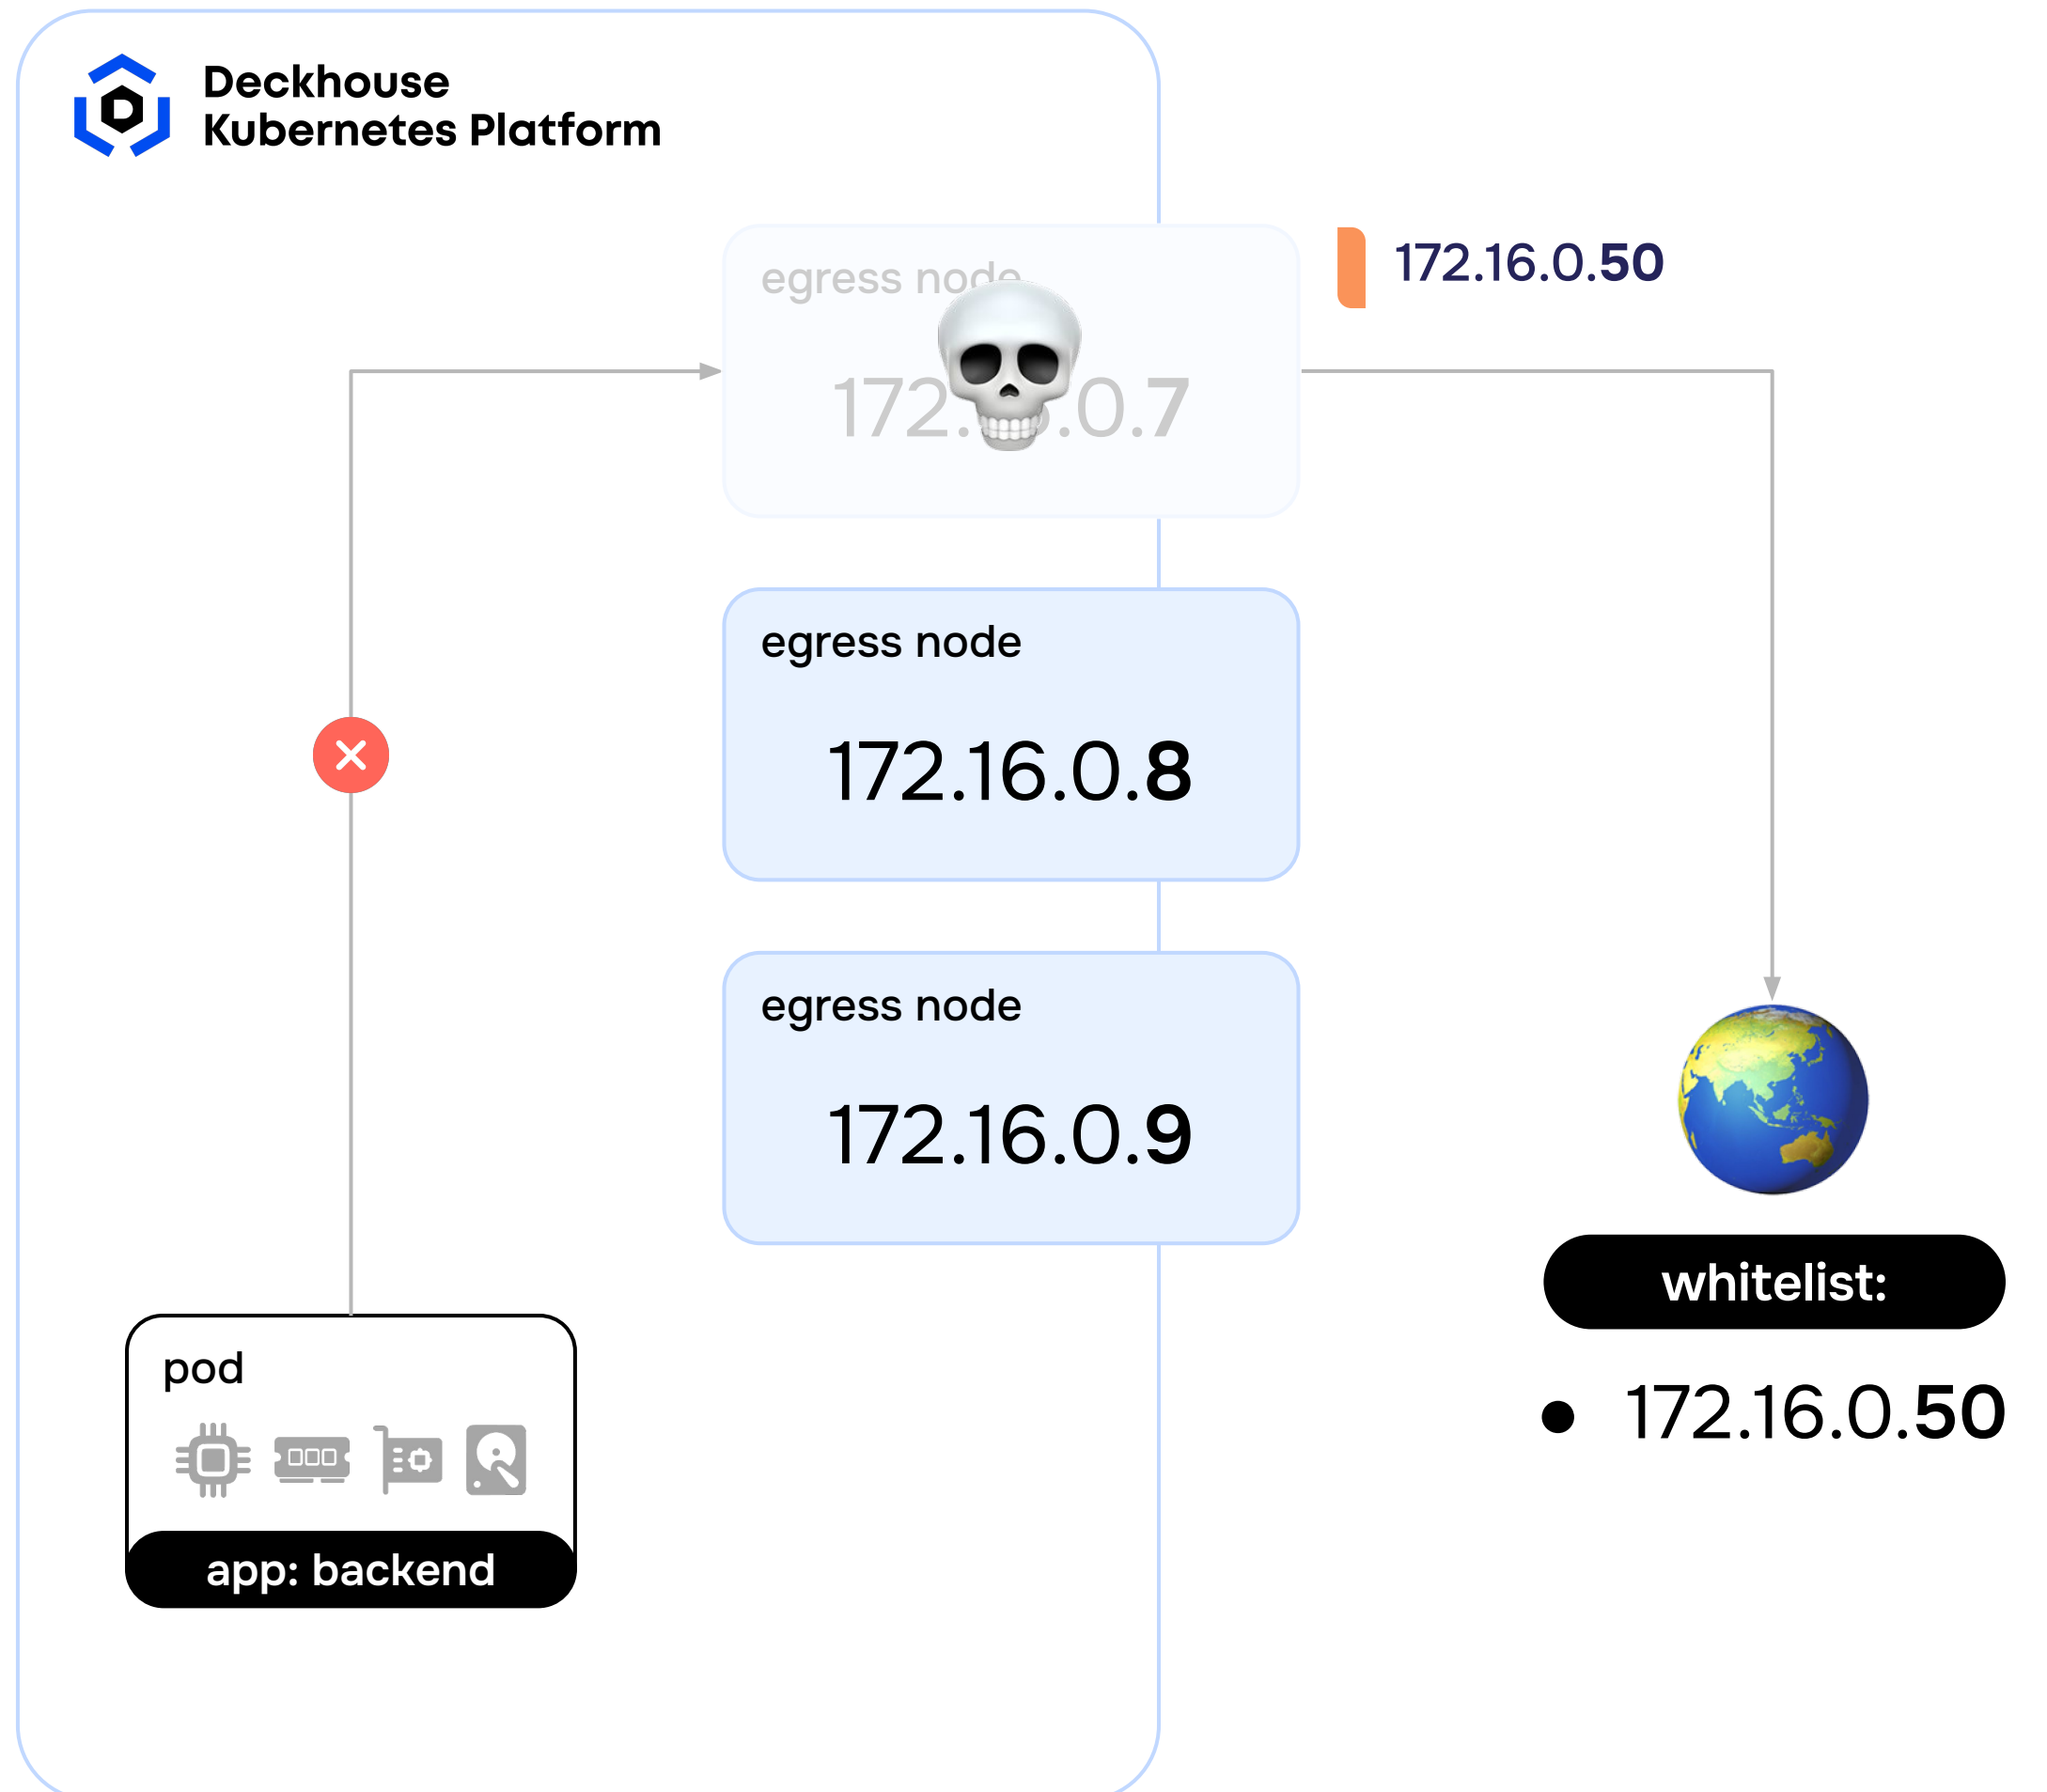 Deckhouse
Kubernetes Platform
egress node
172.16.0.50
172. .0.7
egress node
172.16.0.8
egress node
172.16.0.9
whitelist:
• 172.16.0.50
pod
app: backend